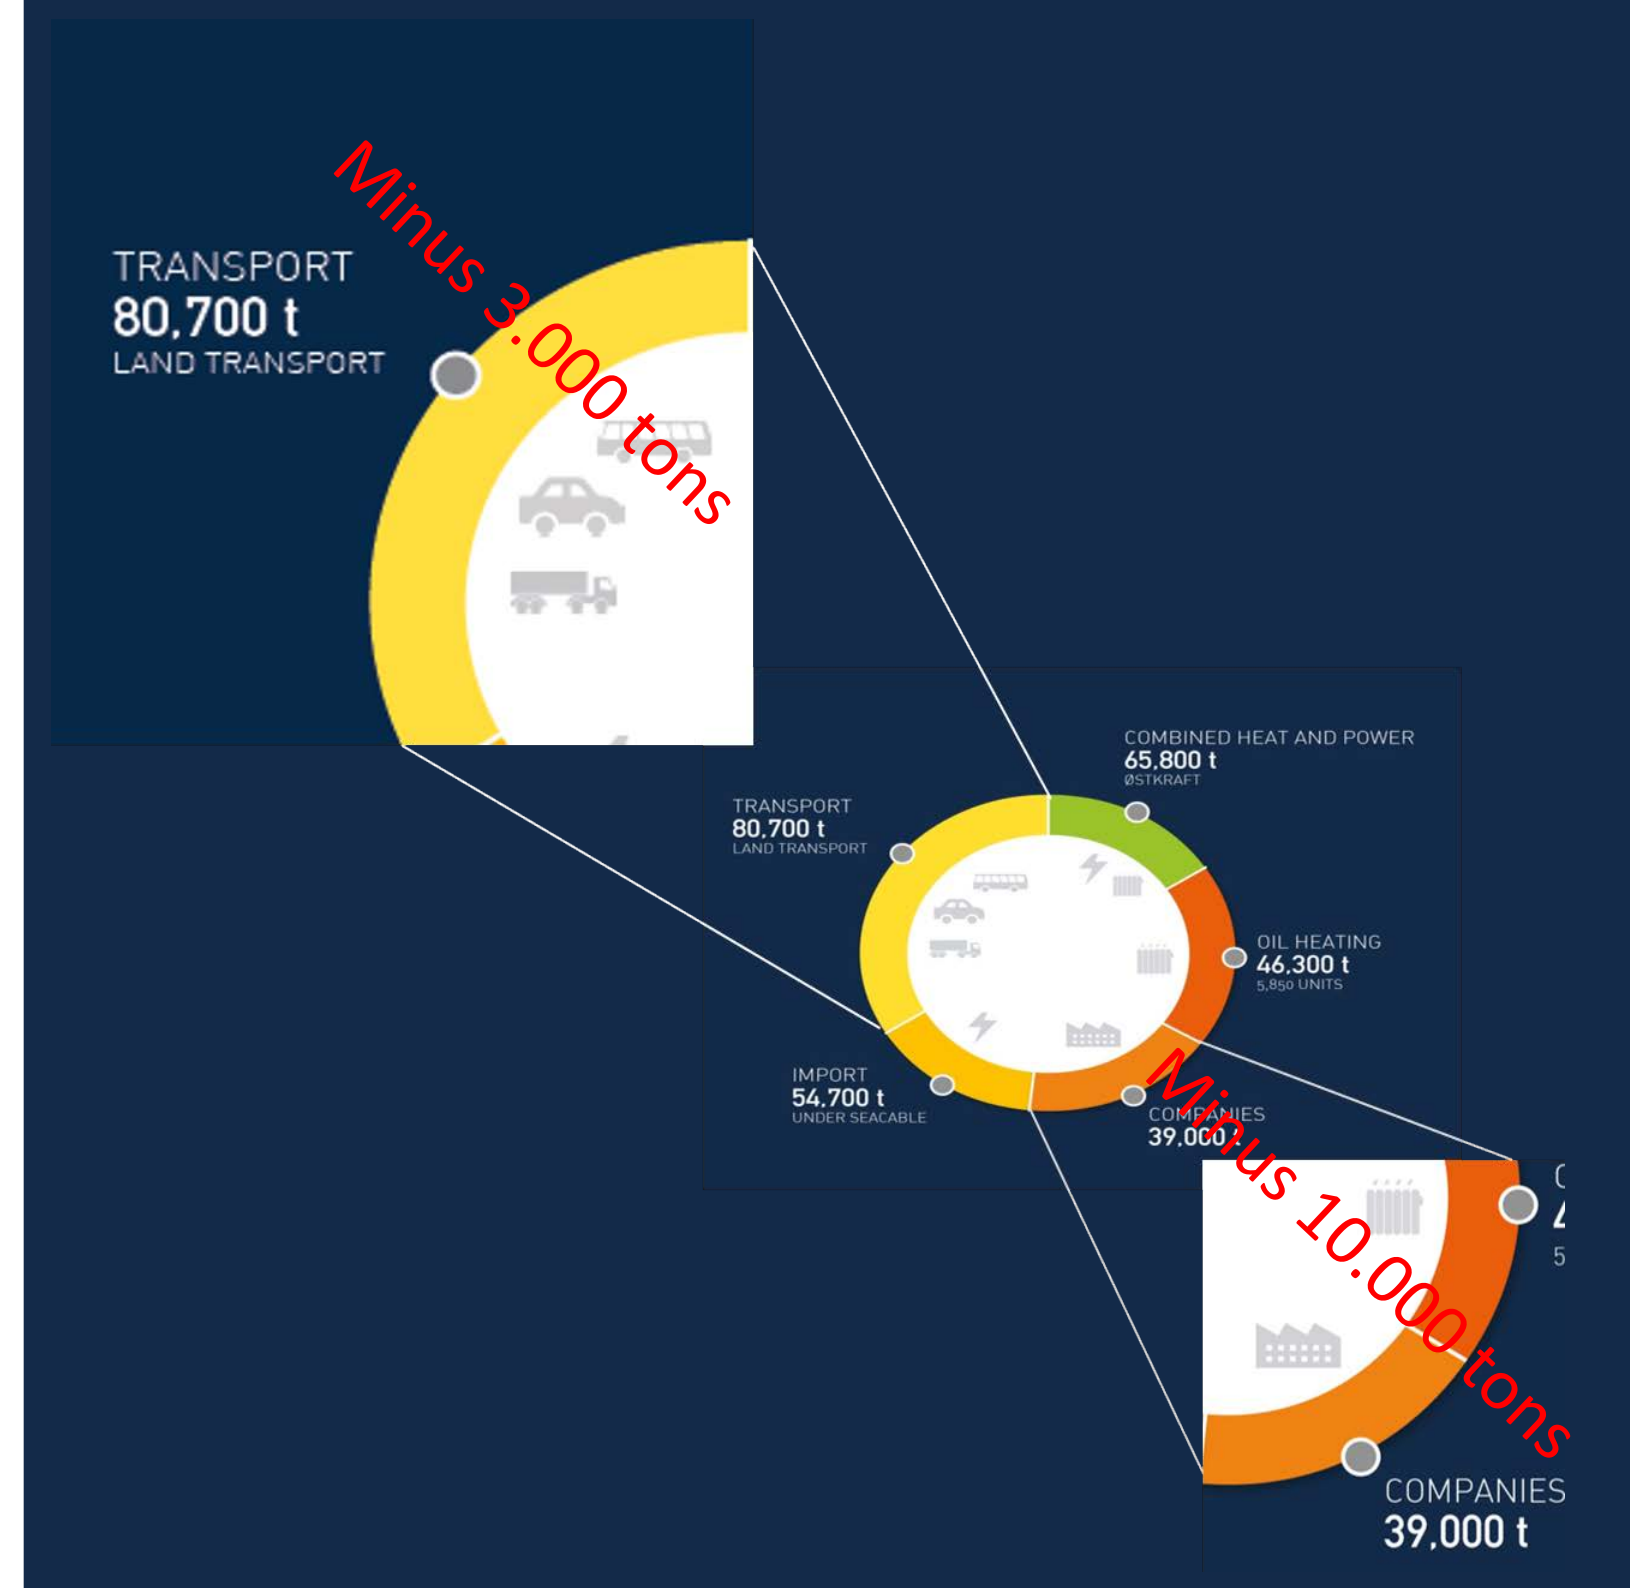 Minus 3.000 tons
TRANSPORT
80,700 t
LAND TRANSPORT
COMBINED HEAT AND POWER
65,800 t
ØSTKRAFT
TRANSPORT
80,700 t
LAND TRANSPORT
OIL HEATING
46,300 t
5,850 UNITS
IMPORT
54,700 t
UNDER SEACABLE
COMPANIES
39,000 t
Minus 10.000 tons
5
COMPANIES
39,000 t